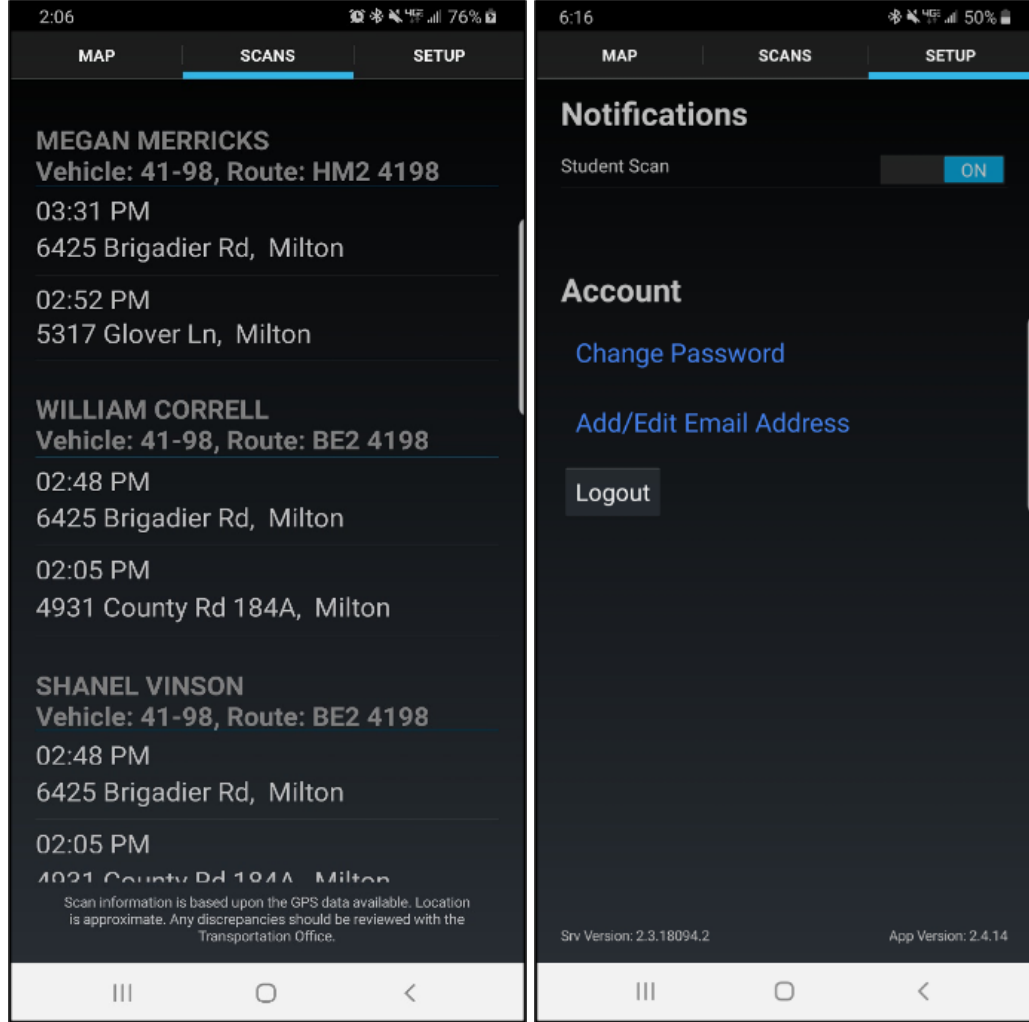 2:06
76%
MAP SCANS SETUP
MEGAN MERRICKS
Vehicle: 41-98, Route: HM2 4198
03:31 PM
6425 Brigadier Rd, Milton
02:52 PM
5317 Glover Ln, Milton
WILLIAM CORRELL
Vehicle: 41-98, Route: BE2 4198
02:48 PM
6425 Brigadier Rd, Milton
02:05 PM
4931 County Rd 184A, Milton
SHANEL VINSON
Vehicle: 41-98, Route: BE2 4198
02:48 PM
6425 Brigadier Rd, Milton
02:05 PM
4931 County Rd 184A, Milton
Scan information is based upon the GPS data available. Location
is approximate. Any discrepancies should be reviewed with the
Transportation Office.
6:16
50%
MAP SCANS SETUP
Notifications
Student Scan
ON
Account
Change Password
Add/Edit Email Address
Logout
Srv Version: 2.3.18094.2
App Version: 2.4.14